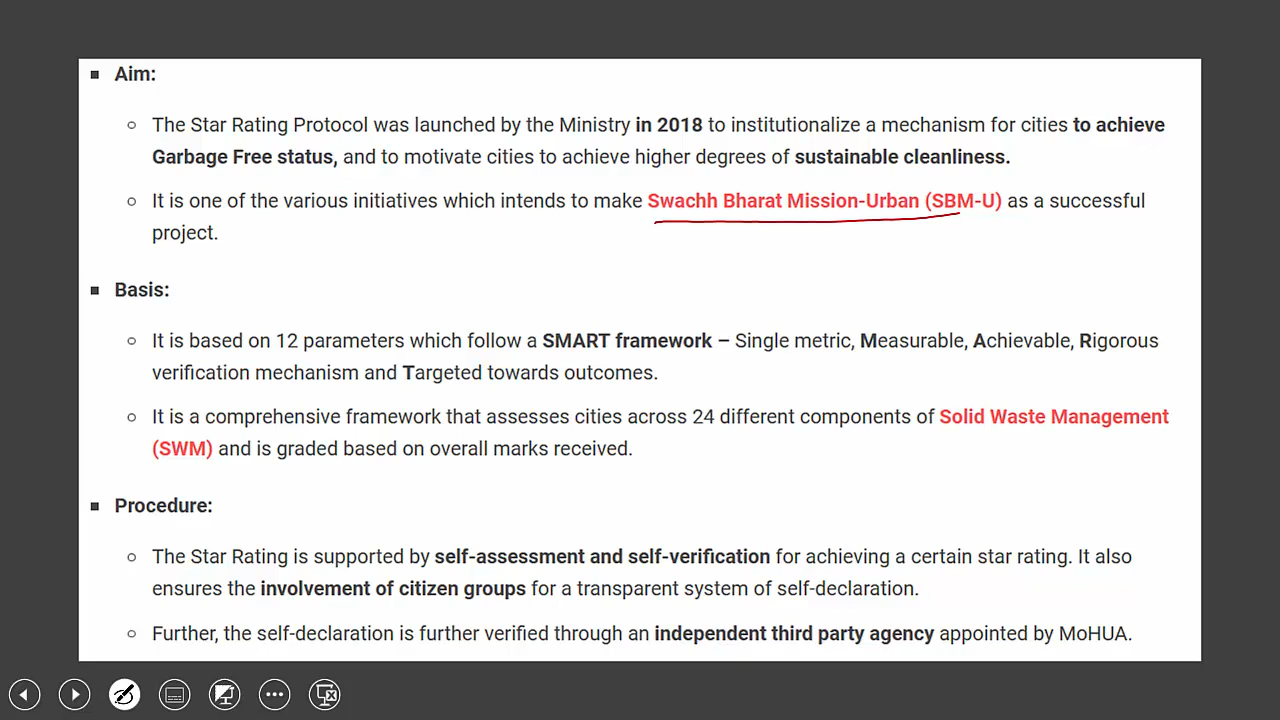 Aim:
The Star Rating Protocol was launched by the Ministry in 2018 to institutionalize a mechanism for cities to achieve
Garbage Free status, and to motivate cities to achieve higher degrees of sustainable cleanliness.
It is one of the various initiatives which intends to make Swachh Bharat Mission-Urban (SBM-U) as a successful
project.
Basis:
It is based on 12 parameters which follow a SMART framework – Single metric, Measurable, Achievable, Rigorous
verification mechanism and Targeted towards outcomes.
It is a comprehensive framework that assesses cities across 24 different components of Solid Waste Management
(SWM) and is graded based on overall marks received.
Procedure:
The Star Rating is supported by self-assessment and self-verification for achieving a certain star rating. It also
ensures the involvement of citizen groups for a transparent system of self-declaration.
Further, the self-declaration is further verified through an independent third party agency appointed by MoHUA.